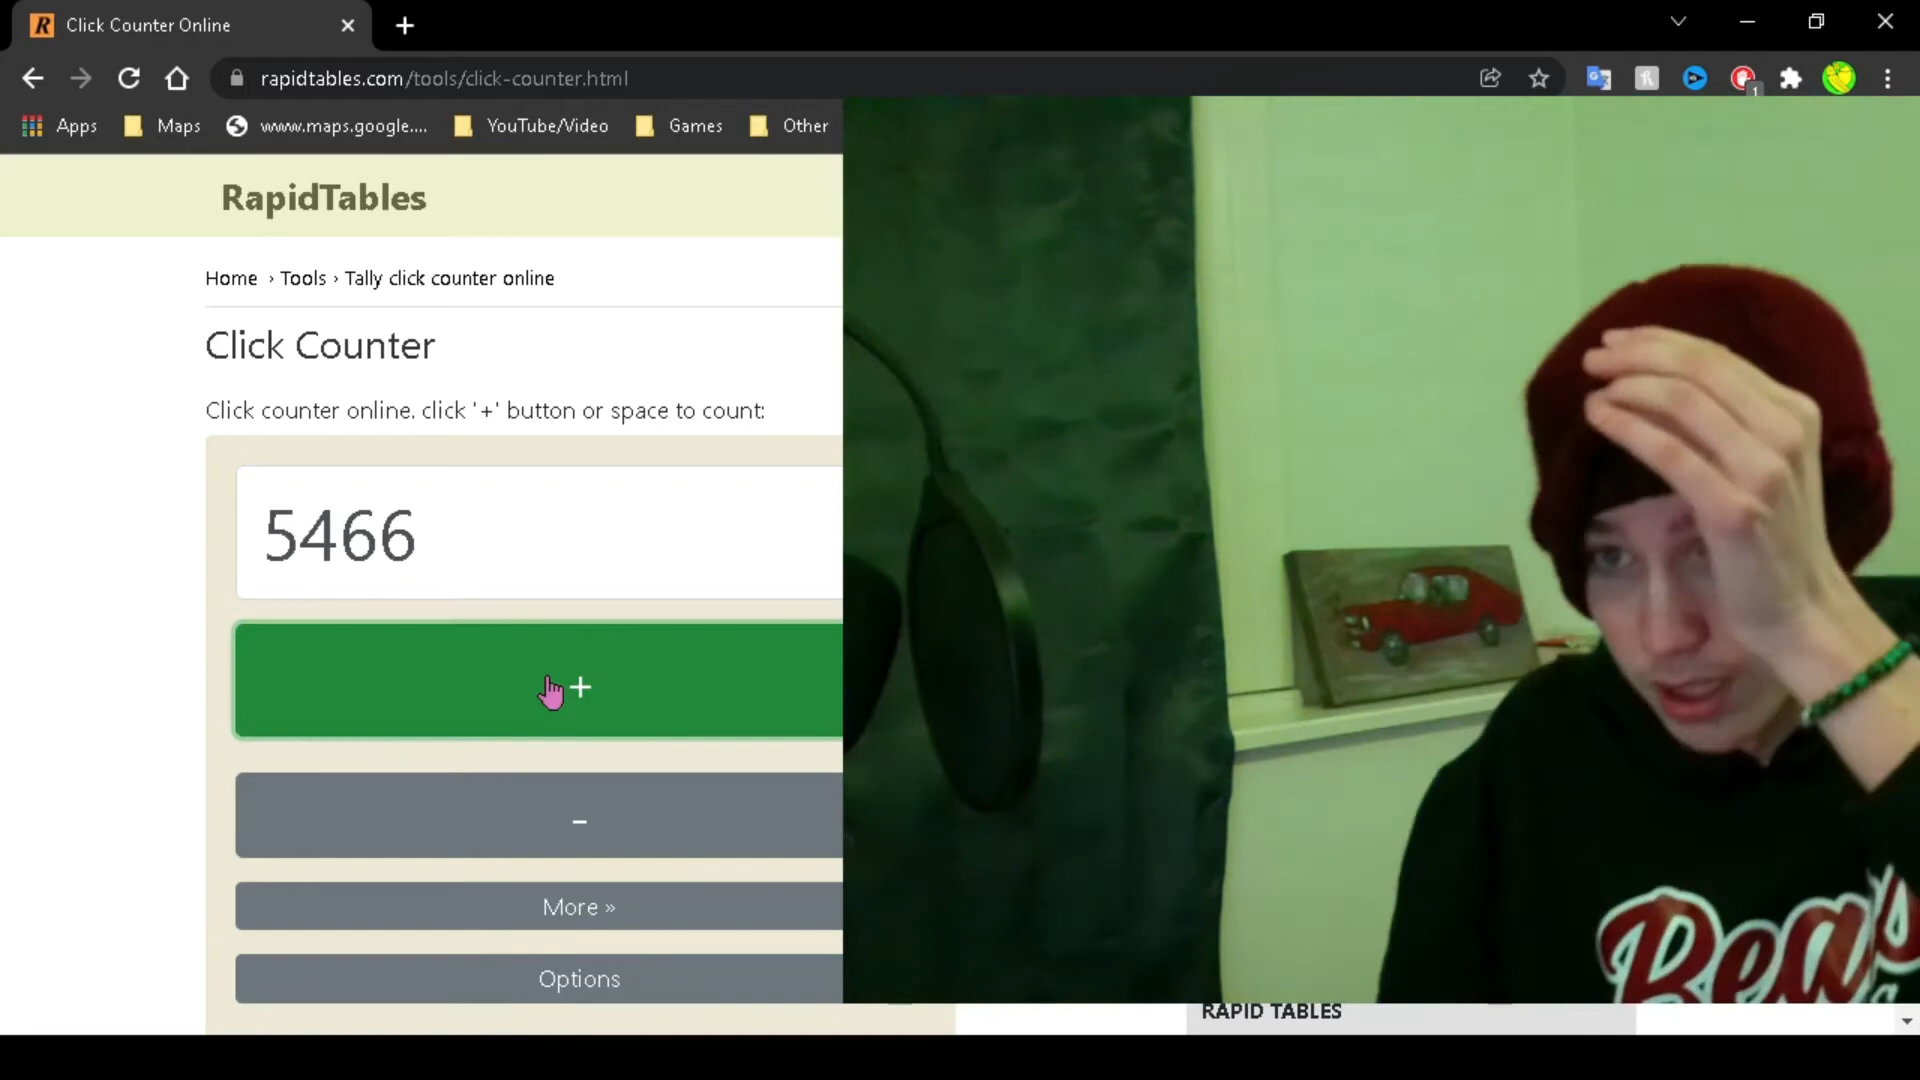 R Click Counter Online
rapidtables.com/tools/click-counter.html
1
Apps Maps www.maps.google.... YouTube/Video Games Other
RapidTables
Home › Tools › Tally click counter online
Click Counter
Click counter online. click '+' button or space to count:
5466
+
-
More »
Options
RAPID TABLES